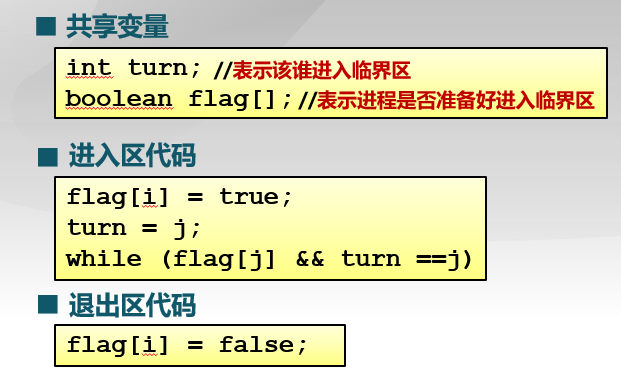 共享变量
int turn; //表示该谁进入临界区
boolean flag[]; //表示进程是否准备好进入临界区
进入区代码
flag[i] = true;
turn = j;
while (flag[j] && turn ==j)
退出区代码
flag[i] = false;